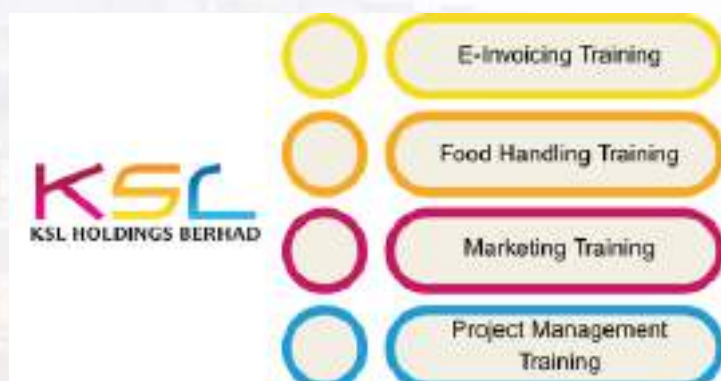 KSL
KSL HOLDINGS BERHAD
E-Invoicing Training
Food Handling Training
Marketing Training
Project Management
Training